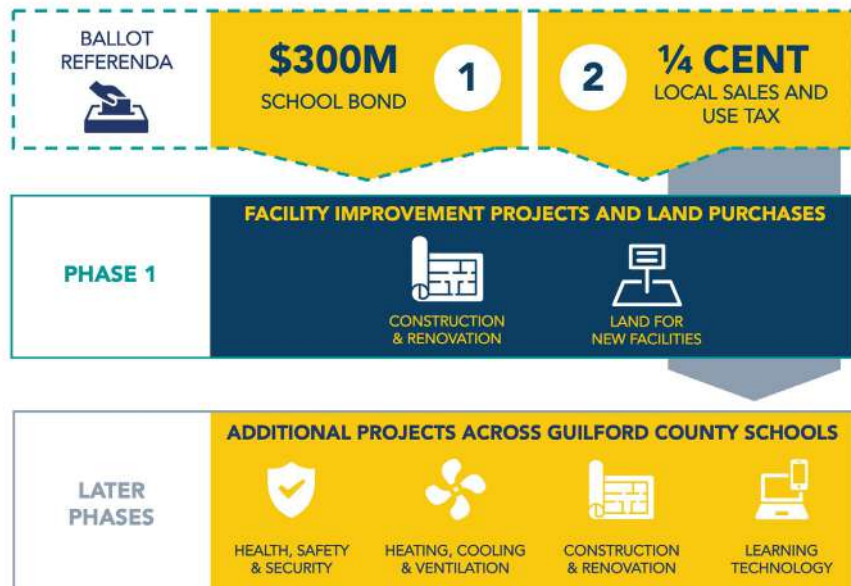 BALLOT
REFERENDA
$300M
SCHOOL BOND
1
2
¼ CENT
LOCAL SALES AND
USE TAX
FACILITY IMPROVEMENT PROJECTS AND LAND PURCHASES
PHASE 1
CONSTRUCTION
& RENOVATION
LAND FOR
NEW FACILITIES
ADDITIONAL PROJECTS ACROSS GUILFORD COUNTY SCHOOLS
LATER
PHASES
HEALTH, SAFETY
& SECURITY
HEATING, COOLING
& VENTILATION
CONSTRUCTION
& RENOVATION
LEARNING
TECHNOLOGY